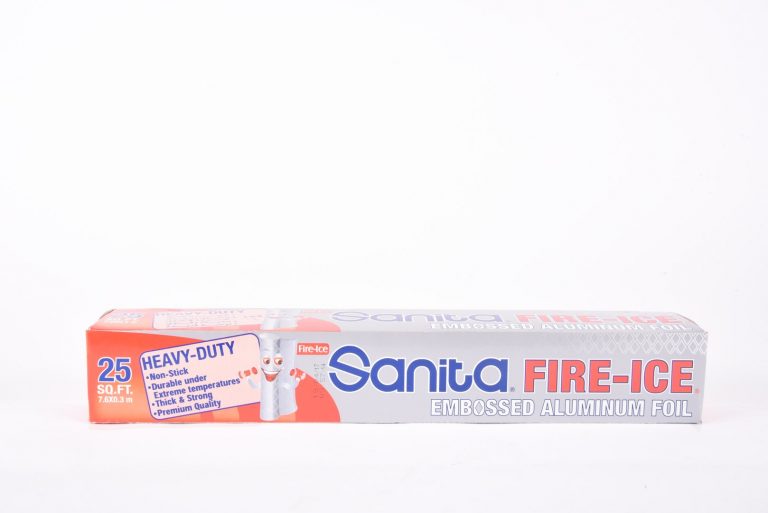 Sanita FIRE-ICE
EMBOSSED ALUMINUM FOIL
25
SQ.FT.
7.6X0.3 m
HEAVY-DUTY
•Non-Stick
•Durable under
Extreme temperatures
•Thick & Strong
•Premium Quality
Fire-Ice
Sanita® FIRE-ICE®
EMBOSSED ALUMINUM FOIL